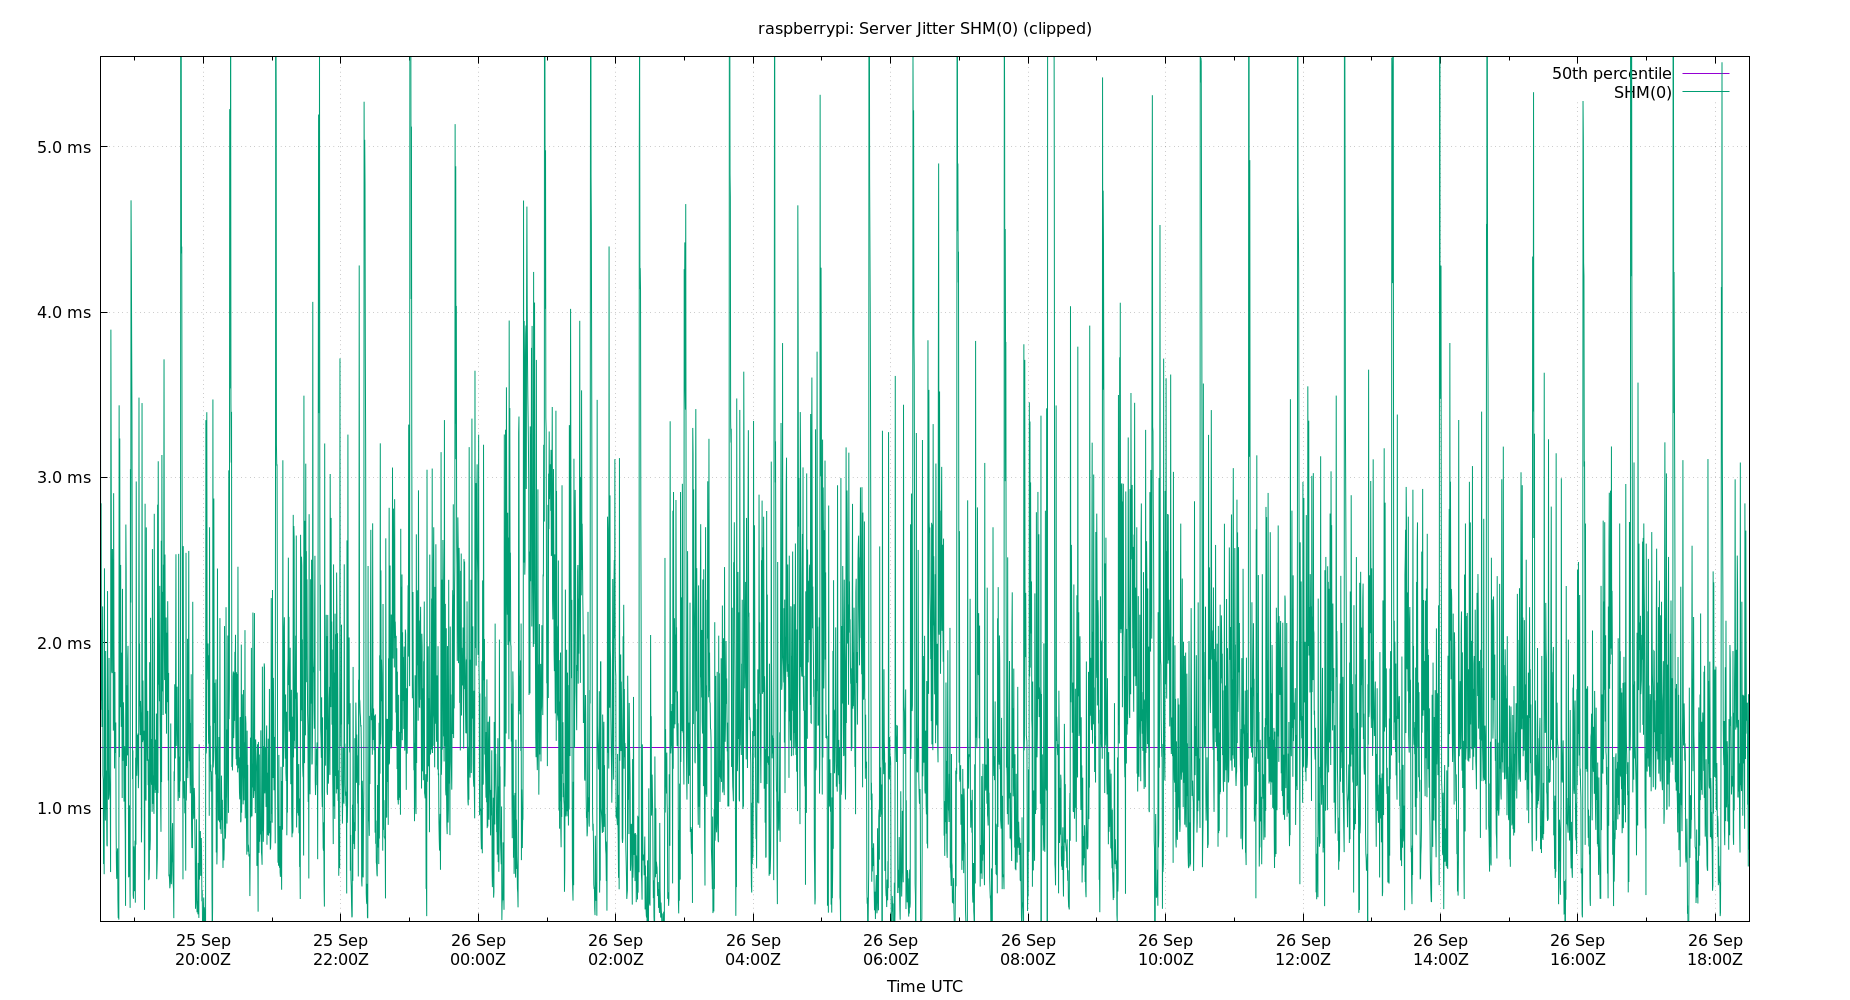 raspberrypi: Server Jitter SHM(0) (clipped)
50th percentile
SHM(0)
5.0 ms
4.0 ms
3.0 ms
2.0 ms
1.0 ms
25 Sep 25 Sep 26 Sep 26 Sep 26 Sep 26 Sep 26 Sep 26 Sep 26 Sep 26 Sep 26 Sep 26 Sep
20:00Z 22:00Z 00:00Z 02:00Z 04:00Z 06:00Z 08:00Z 10:00Z 12:00Z 14:00Z 16:00Z 18:00Z
Time UTC